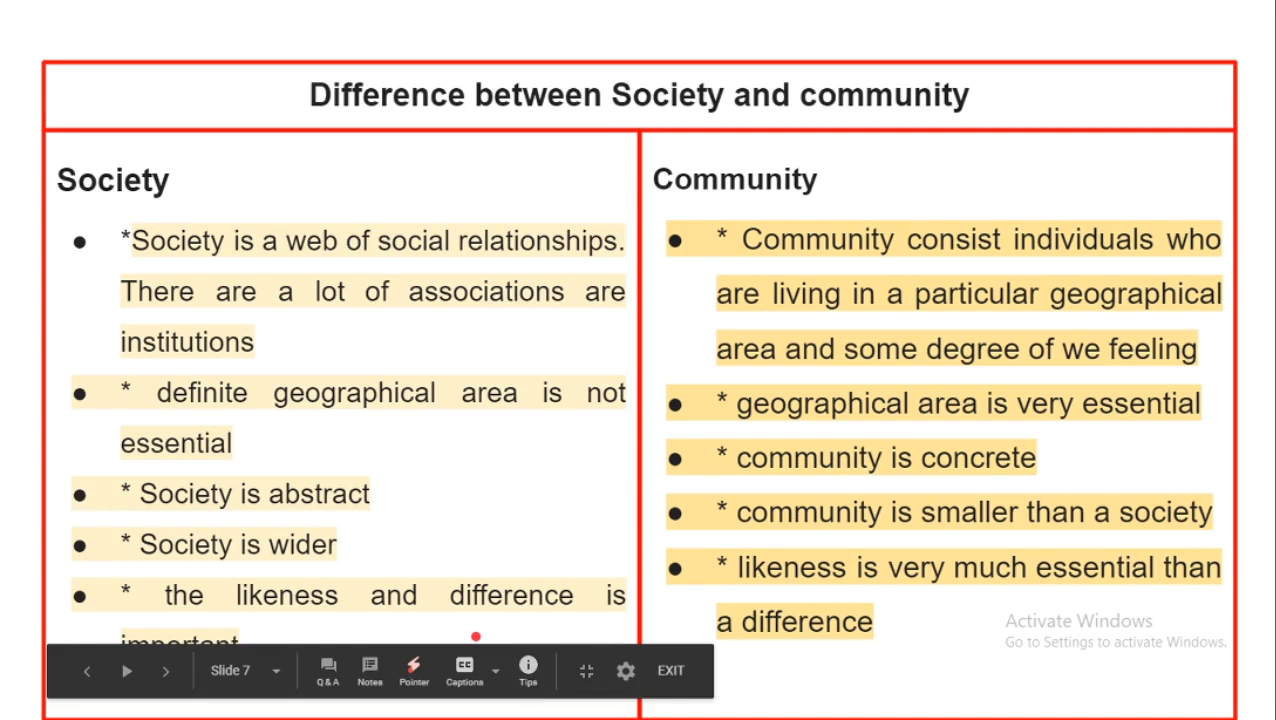 Difference between Society and community
Society
● *Society is a web of social relationships.
There are a lot of associations are
institutions
● * definite geographical area is not
essential
● * Society is abstract
● * Society is wider
● * the likeness and difference is
important
Community
● * Community consist individuals who
are living in a particular geographical
area and some degree of we feeling
● * geographical area is very essential
● * community is concrete
● * community is smaller than a society
● * likeness is very much essential than
a difference
Activate Windows
Go to Settings to activate Windows.
Slide 7
Q&A Notes Pointer CC Captions Tips EXIT